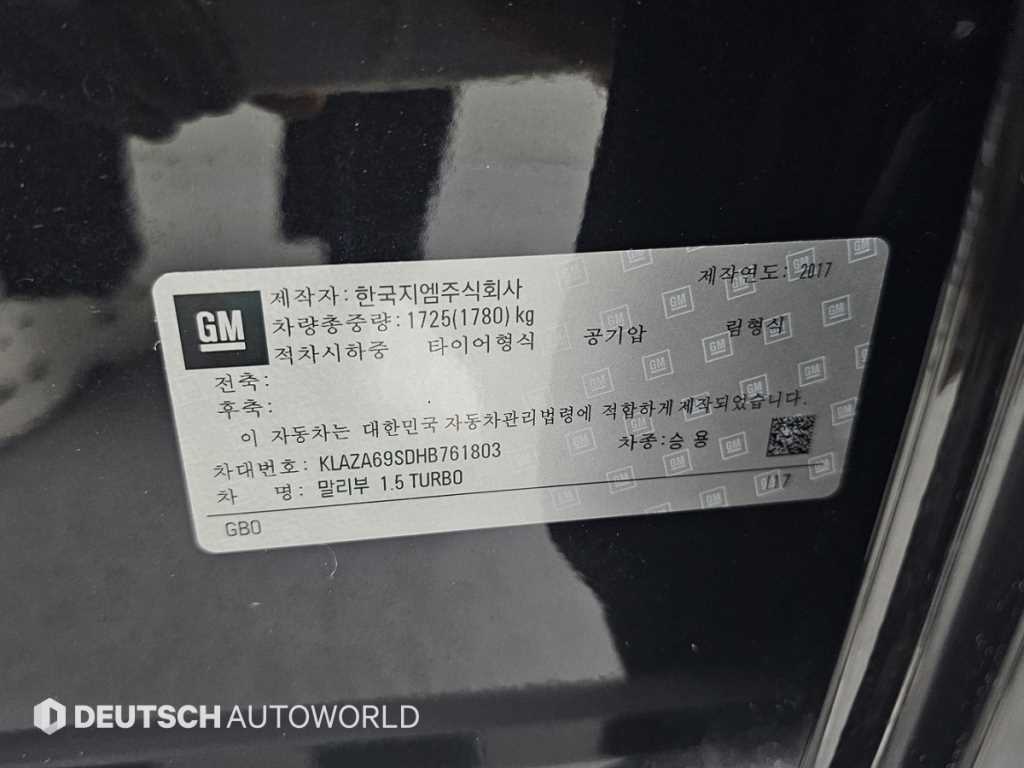 GM
제작자: 한국지엠주식회사 제작연도: 2017
차량총중량: 1725(1780) kg
적차시하중 타이어형식 공기압 림형식
전축:
후축:
이 자동차는 대한민국 자동차관리법령에 적합하게 제작되었습니다.
차대번호: KLAZA69SDHB761803 차종:승 용
차 명: 말리부 1.5 TURBO
GB0
DEUTSCH AUTOWORLD